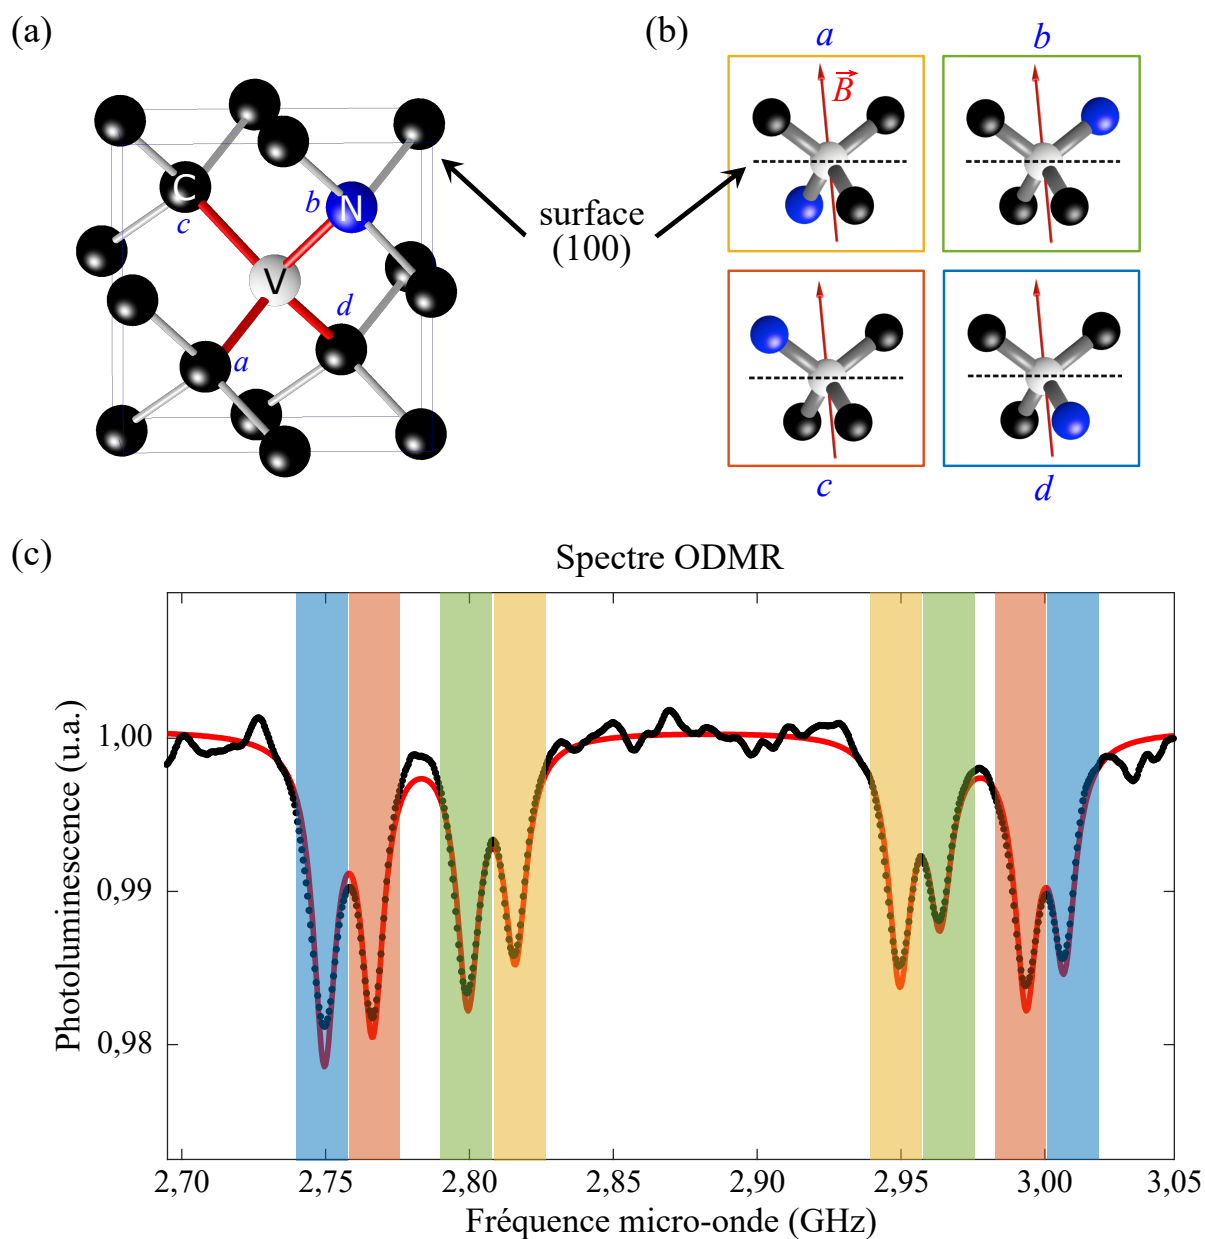 (a)
(b)
a
b
B
C
c
b
N
V
d
a
surface
(100)
c
d
(c)
Spectre ODMR
Photoluminescence (u.a.)
1,00
0,99
0,98
2,70
2,75
2,80
2,85
2,90
2,95
3,00
3,05
Fréquence micro-onde (GHz)